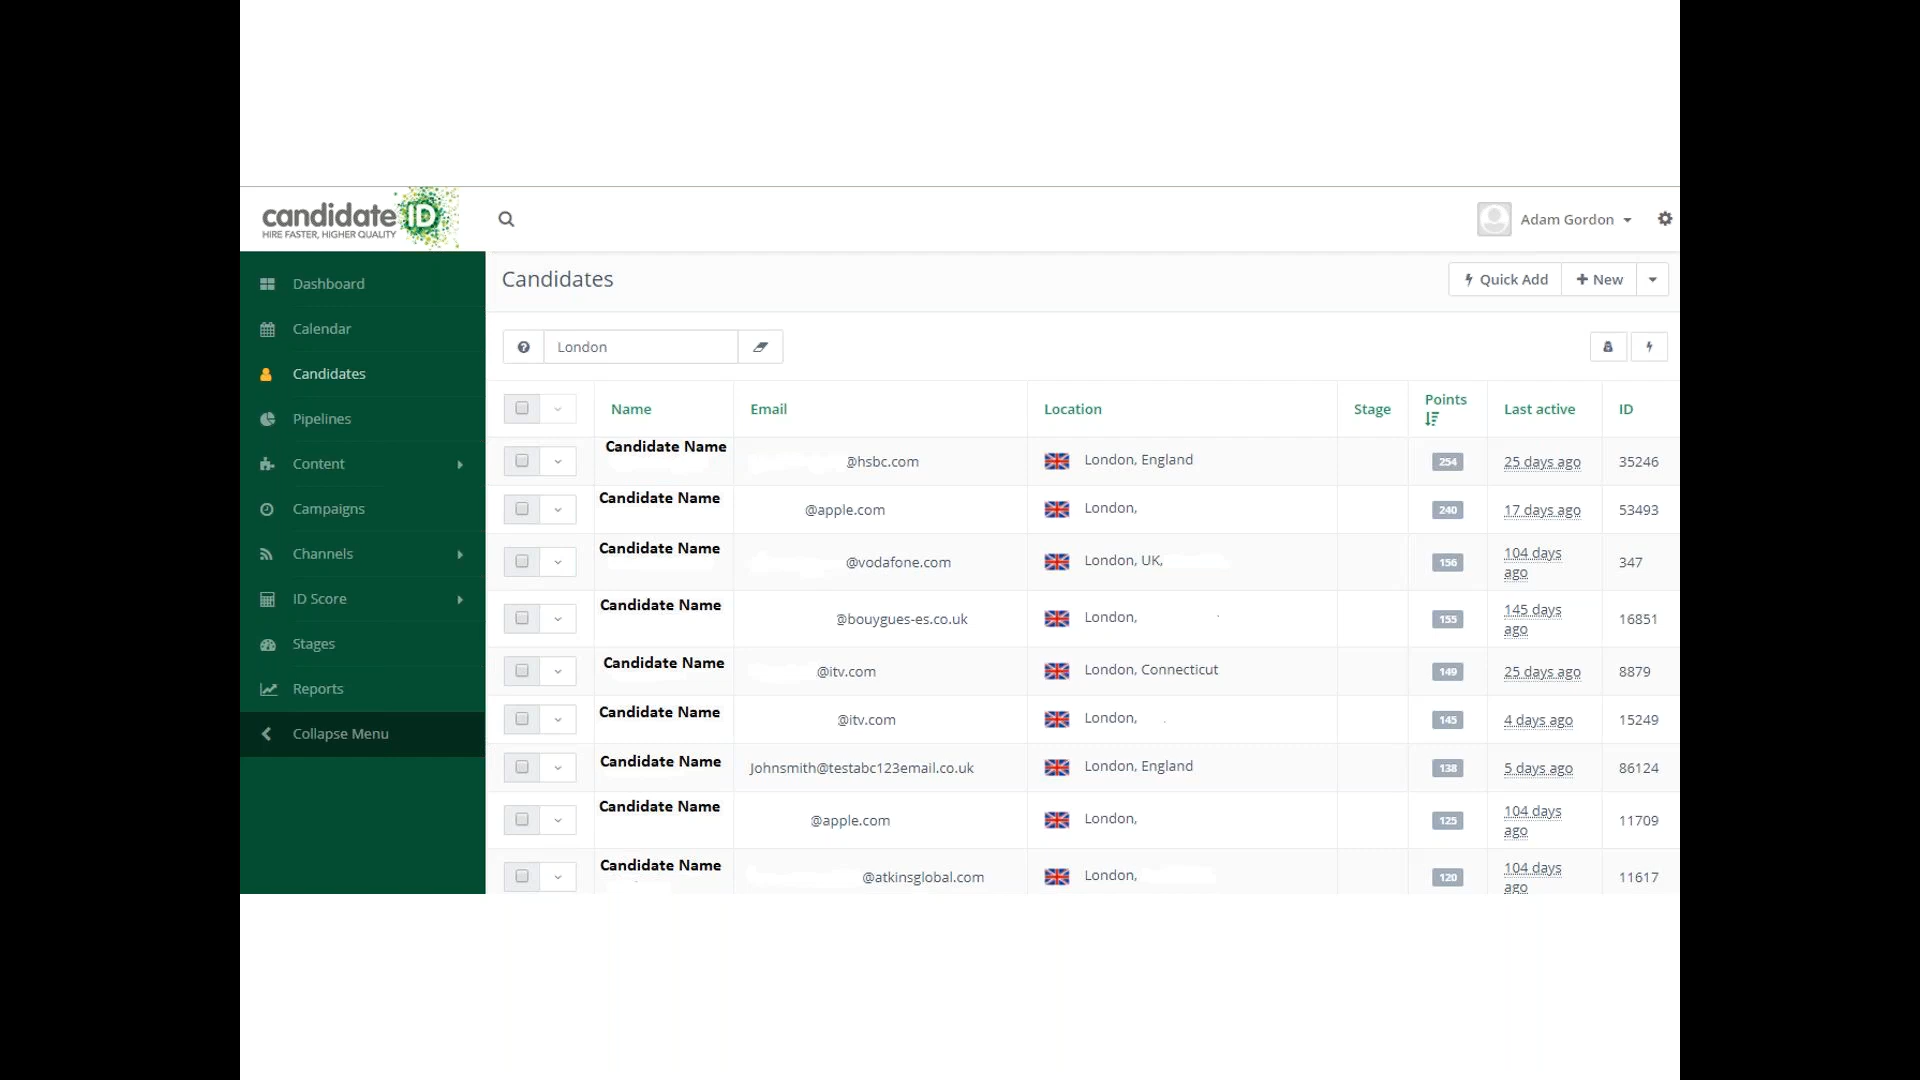 candidate ID
HIRE FASTER, HIGHER QUALITY
Adam Gordon
Dashboard
Calendar
Candidates
Pipelines
Content
Campaigns
Channels
ID Score
Stages
Reports
Collapse Menu
Candidates
Quick Add
New
London
Name Email Location Stage Points Last active ID
Candidate Name @hsbc.com London, England 254 25 days ago 35246
Candidate Name @apple.com London, 240 17 days ago 53493
Candidate Name @vodafone.com London, UK, 156 104 days
ago 347
Candidate Name @bouygues-es.co.uk London, 155 145 days
ago 16851
Candidate Name @itv.com London, Connecticut 149 25 days ago 8879
Candidate Name @itv.com London, 145 4 days ago 15249
Candidate Name Johnsmith@testabc123email.co.uk London, England 138 5 days ago 86124
Candidate Name @apple.com London, 125 104 days
ago 11709
Candidate Name @atkinsglobal.com London, 120 104 days
ago 11617